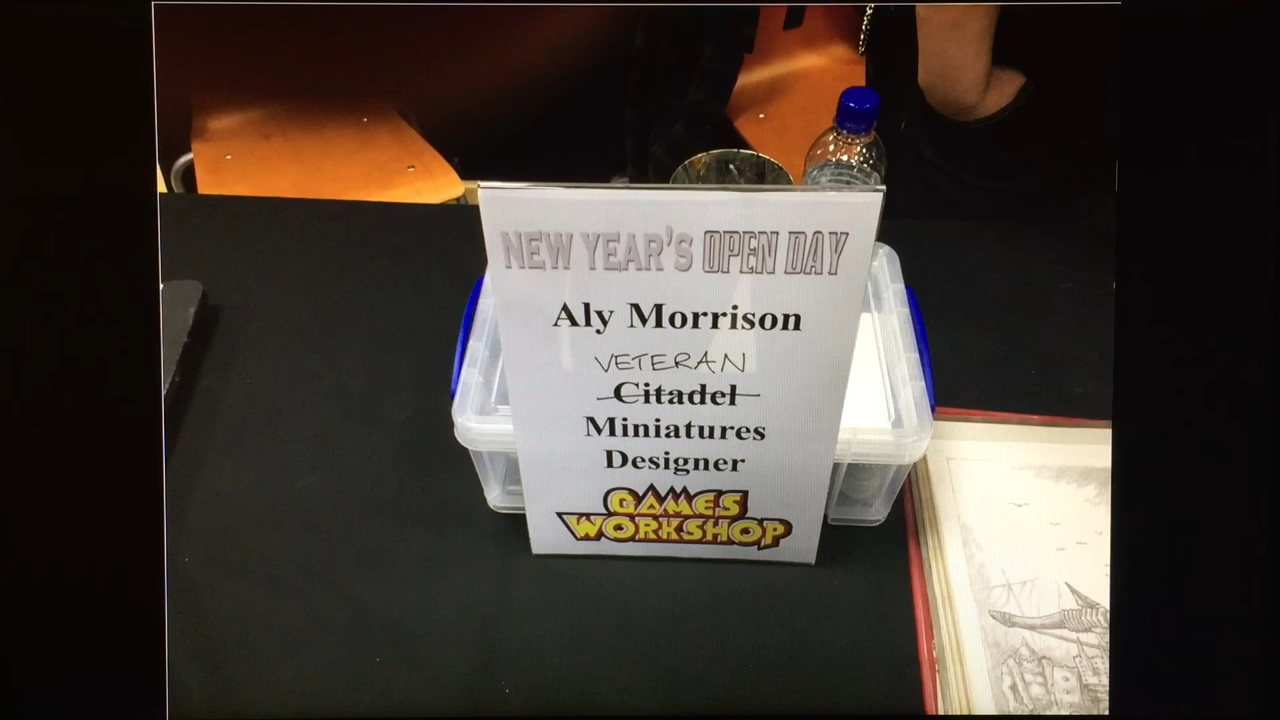 NEW YEAR'S OPEN DAY
Aly Morrison
VETERAN
Citadel
Miniatures
Designer
GAMES
WORKSHOP